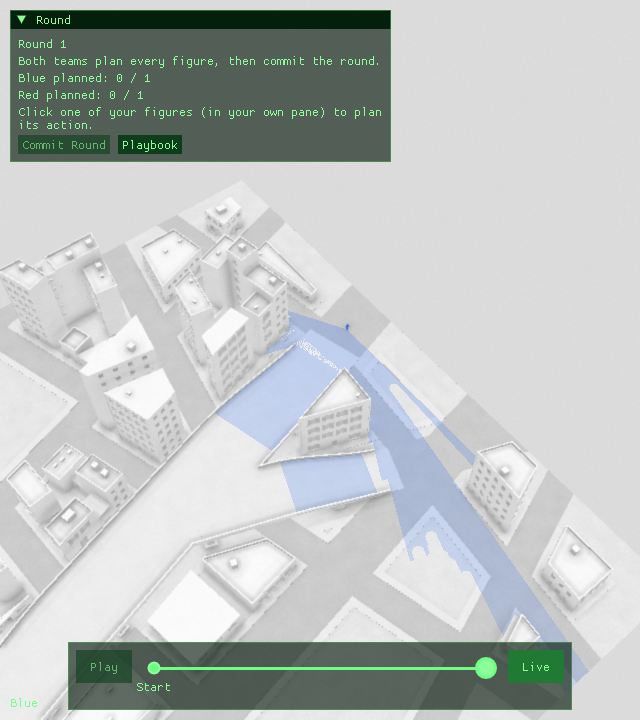 Round
Round 1
Both teams plan every figure, then commit the round.
Blue planned: 0 / 1
Red planned: 0 / 1
Click one of your figures (in your own pane) to plan
its action.
Commit Round Playbook
Play Live
Start
Blue